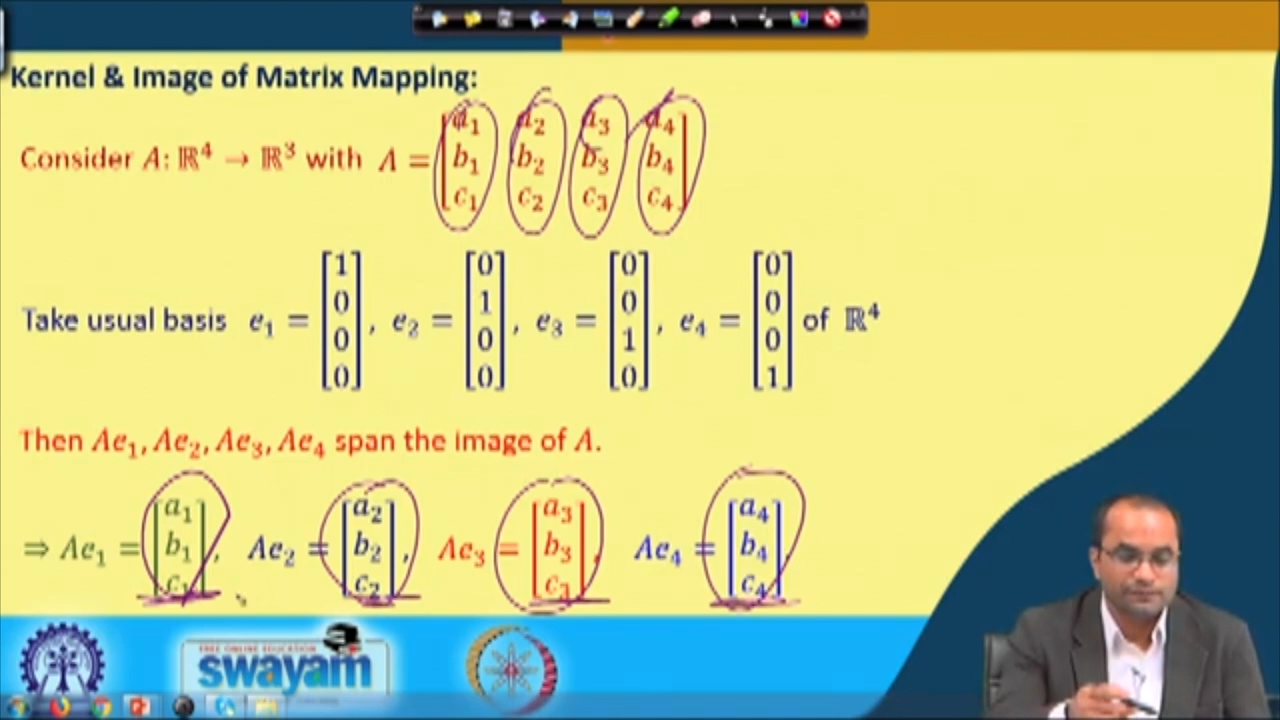 Kernel & Image of Matrix Mapping:
Consider A: ℝ⁴ → ℝ³ with A = [a₁ a₂ a₃ a₄
b₁ b₂ b₃ b₄
c₁ c₂ c₃ c₄]
Take usual basis e₁ = [1 0 0 0], e₂ = [0 1 0 0], e₃ = [0 0 1 0], e₄ = [0 0 0 1] of ℝ⁴
Then Ae₁, Ae₂, Ae₃, Ae₄ span the image of A.
⇒ Ae₁ = [a₁ b₁ c₁], Ae₂ = [a₂ b₂ c₂], Ae₃ = [a₃ b₃ c₃], Ae₄ = [a₄ b₄ c₄].
FREE ONLINE EDUCATION
swayam